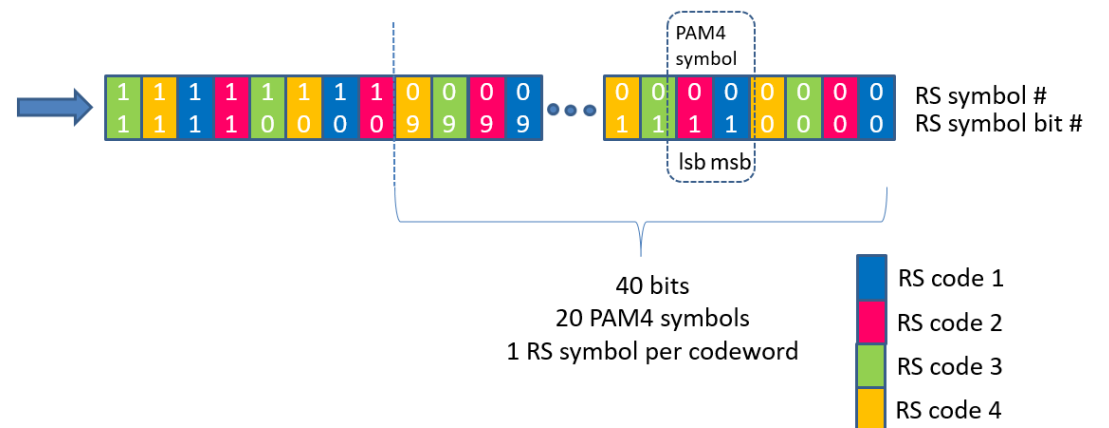 PAM4
symbol
1 1 1 1 1 1 1 1 0 0 0 0 0 0 0 0 0 0 0 0 RS symbol #
1 1 1 1 0 0 0 0 9 9 9 9 1 1 1 1 0 0 0 0 RS symbol bit #
lsb msb
40 bits
20 PAM4 symbols
1 RS symbol per codeword
RS code 1
RS code 2
RS code 3
RS code 4